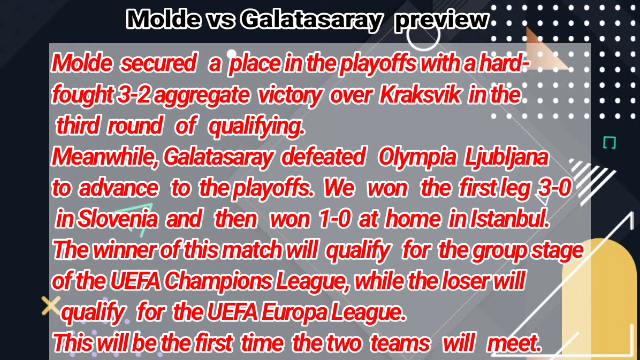 Molde vs Galatasaray preview
Molde secured a place in the playoffs with a hard-
fought 3-2 aggregate victory over Kraksvik in the
third round of qualifying.
Meanwhile, Galatasaray defeated Olympia Ljubljana
to advance to the playoffs. We won the first leg 3-0
in Slovenia and then won 1-0 at home in Istanbul.
The winner of this match will qualify for the group stage
of the UEFA Champions League, while the loser will
qualify for the UEFA Europa League.
This will be the first time the two teams will meet.